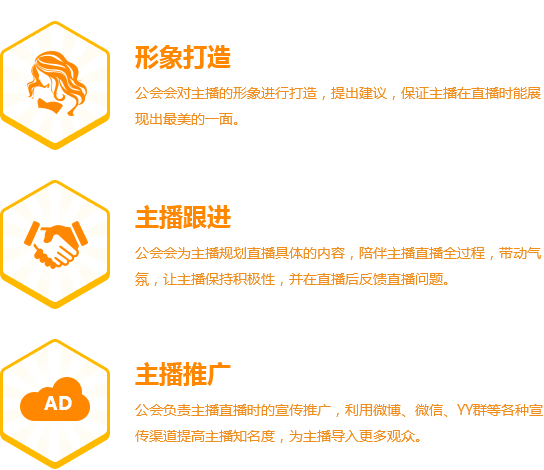 形象打造
公会会对主播的形象进行打造，提出建议，保证主播在直播时能展
现出最美的一面。
主播跟进
公会会为主播规划直播具体的内容，陪伴主播直播全过程，带动气
氛，让主播保持积极性，并在直播后反馈直播问题。
AD
主播推广
公会负责主播直播时的宣传推广，利用微博、微信、YY群等各种宣
传渠道提高主播知名度，为主播导入更多观众。